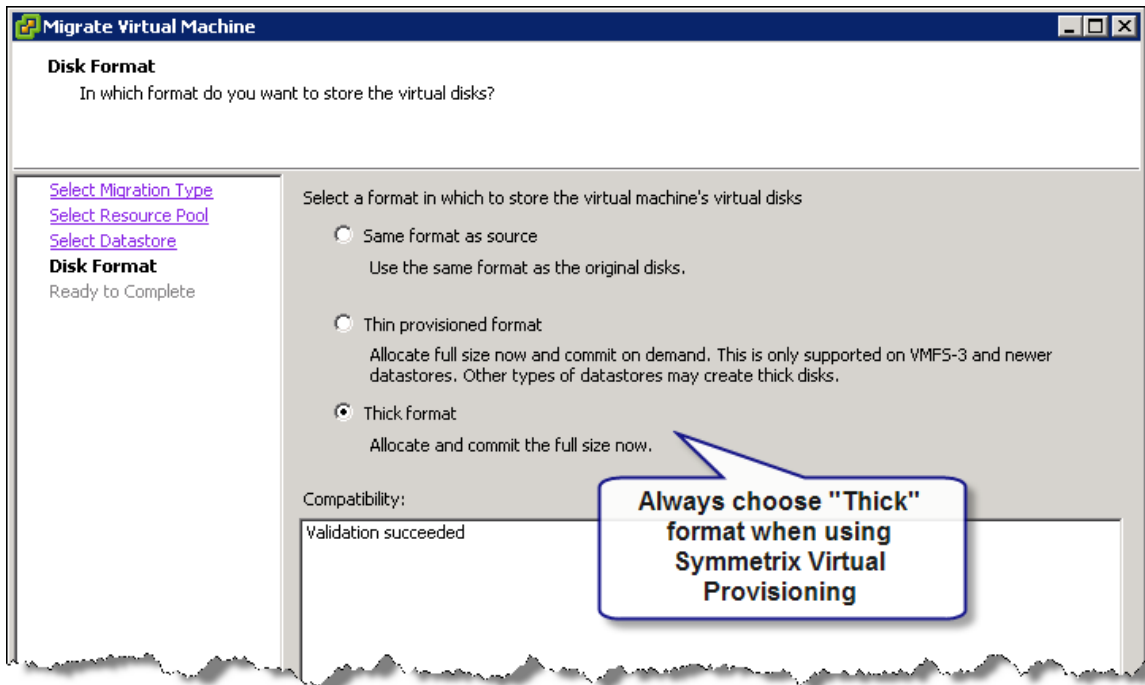 Migrate Virtual Machine
Disk Format
In which format do you want to store the virtual disks?
Select Migration Type
Select Resource Pool
Select Datastore
Disk Format
Ready to Complete
Select a format in which to store the virtual machine's virtual disks
Same format as source
Use the same format as the original disks.
Thin provisioned format
Allocate full size now and commit on demand. This is only supported on VMFS-3 and newer
datastores. Other types of datastores may create thick disks.
Thick format
Allocate and commit the full size now.
Compatibility:
Validation succeeded
Always choose "Thick"
format when using
Symmetrix Virtual
Provisioning